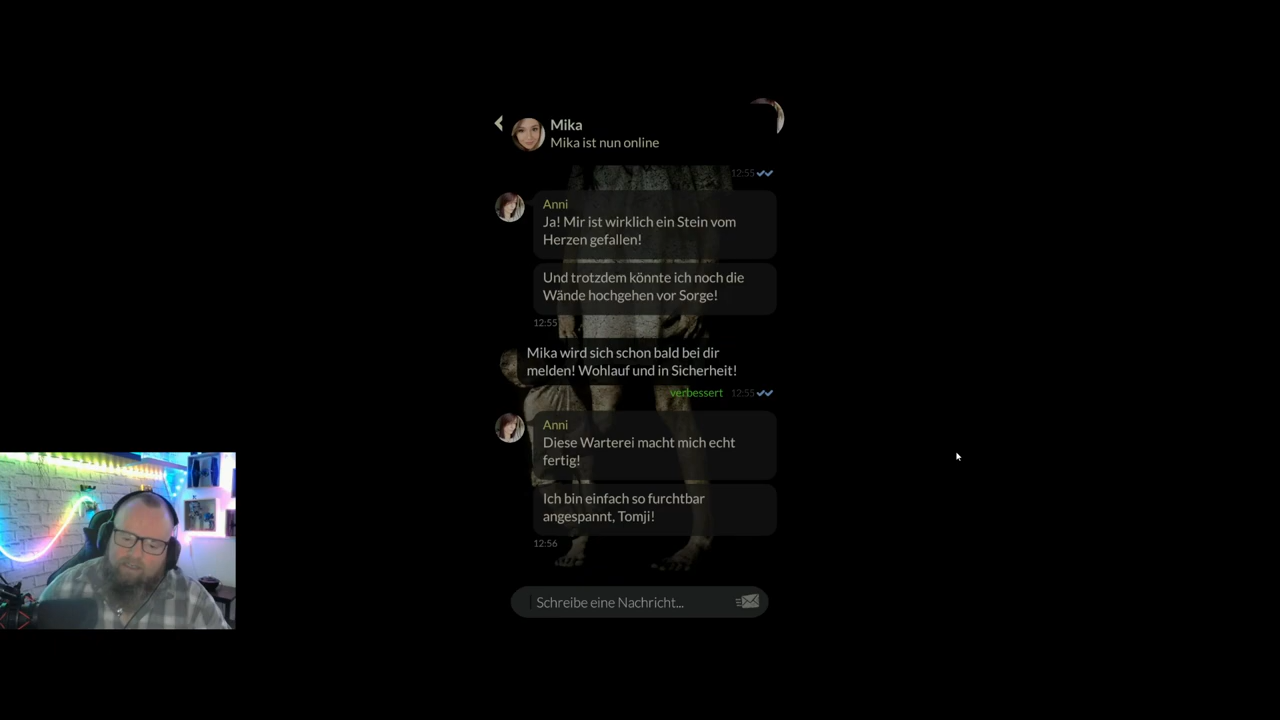 Mika
Mika ist nun online
12:55
Anni
Ja! Mir ist wirklich ein Stein vom
Herzen gefallen!
Und trotzdem könnte ich noch die
Wände hochgehen vor Sorge!
12:55
Mika wird sich schon bald bei dir
melden! Wohlauf und in Sicherheit!
verbessert 12:55
Anni
Diese Warterei macht mich echt
fertig!
Ich bin einfach so furchtbar
angespannt, Tomji!
12:56
Schreibe eine Nachricht...